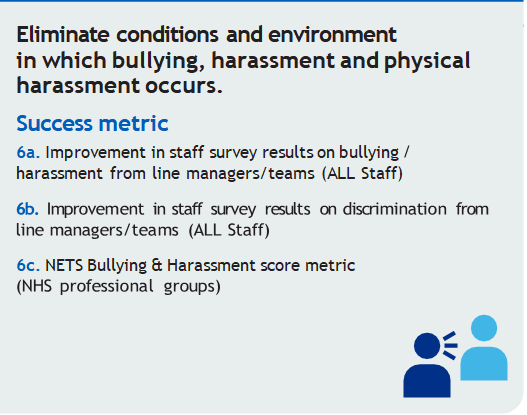 Eliminate conditions and environment
in which bullying, harassment and physical
harassment occurs.
Success metric
6a. Improvement in staff survey results on bullying /
harassment from line managers/teams (ALL Staff)
6b. Improvement in staff survey results on discrimination from
line managers/teams (ALL Staff)
6c. NETS Bullying & Harassment score metric
(NHS professional groups)